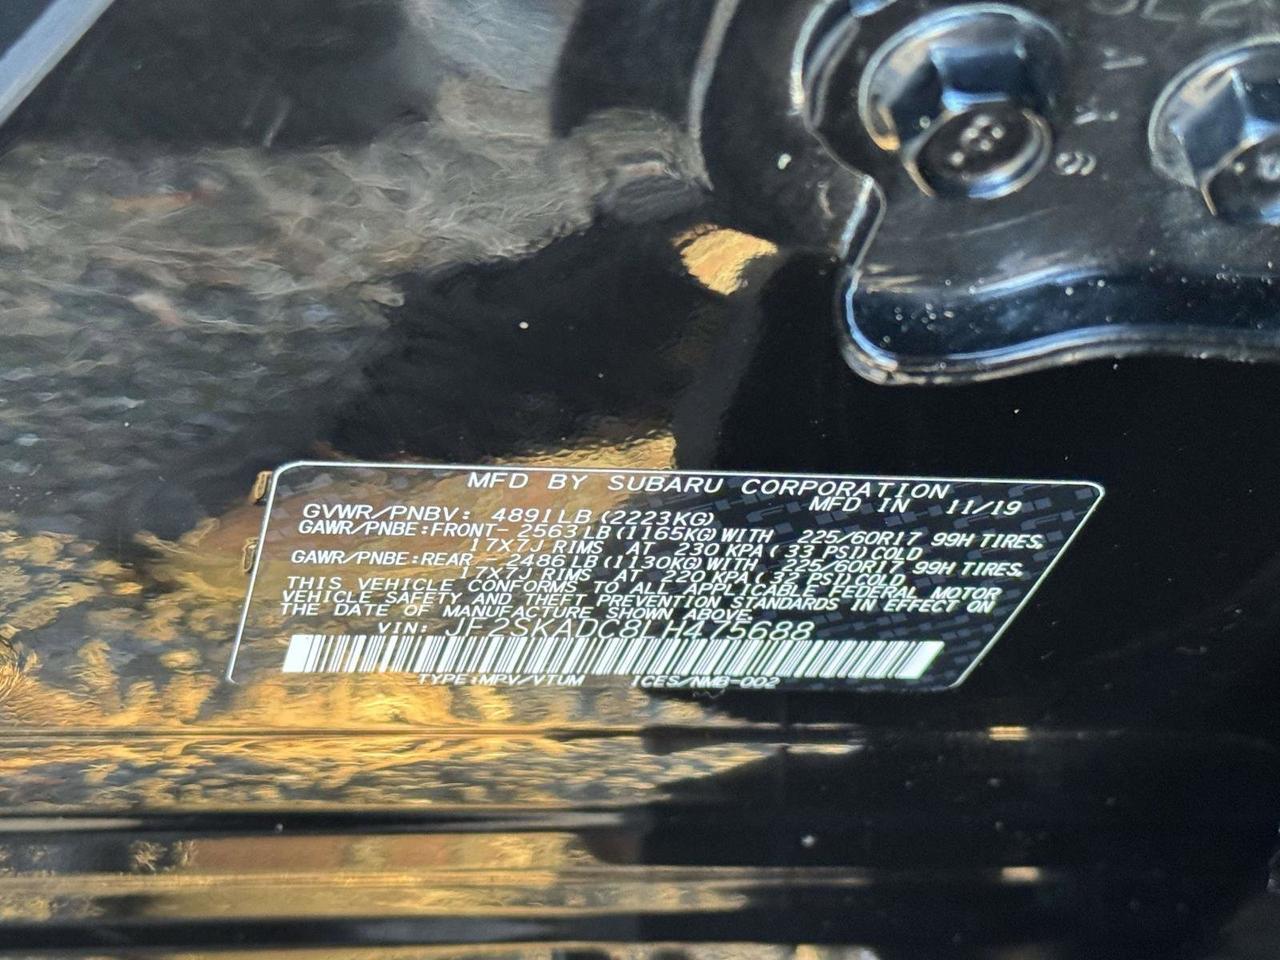 MFD BY SUBARU CORPORATION
MFD IN 11/19
GVWR/PNBV: 4891LB (2223KG)
GAWR/PNBE:FRONT- 2563 LB (1165KG) WITH 225/60R17 99H TIRES,
17X7J RIMS AT 230 KPA ( 33 PSI) COLD
GAWR/PNBE:REAR - 2486 LB (1130KG) WITH 225/60R17 99H TIRES,
17X7J RIMS AT 220 KPA ( 32 PSI) COLD
THIS VEHICLE CONFORMS TO ALL APPLICABLE FEDERAL MOTOR
VEHICLE SAFETY AND THEFT PREVENTION STANDARDS IN EFFECT ON
THE DATE OF MANUFACTURE SHOWN ABOVE.
VIN: JF2SKADC8LH475688
TYPE:MPV/VTUM ICES/NMB-002